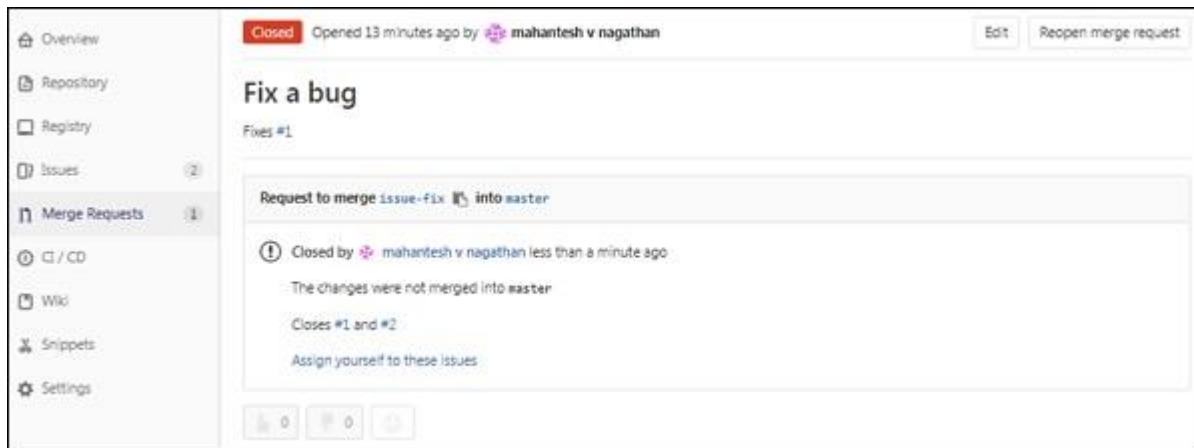 Overview
Repository
Registry
Issues 2
Merge Requests 1
CI / CD
Wiki
Snippets
Settings
Closed Opened 13 minutes ago by mahantesh v nagathan Edit Reopen merge request
Fix a bug
Fixes #1
Request to merge issue-fix into master
Closed by mahantesh v nagathan less than a minute ago
The changes were not merged into master
Closes #1 and #2
Assign yourself to these issues
0 0